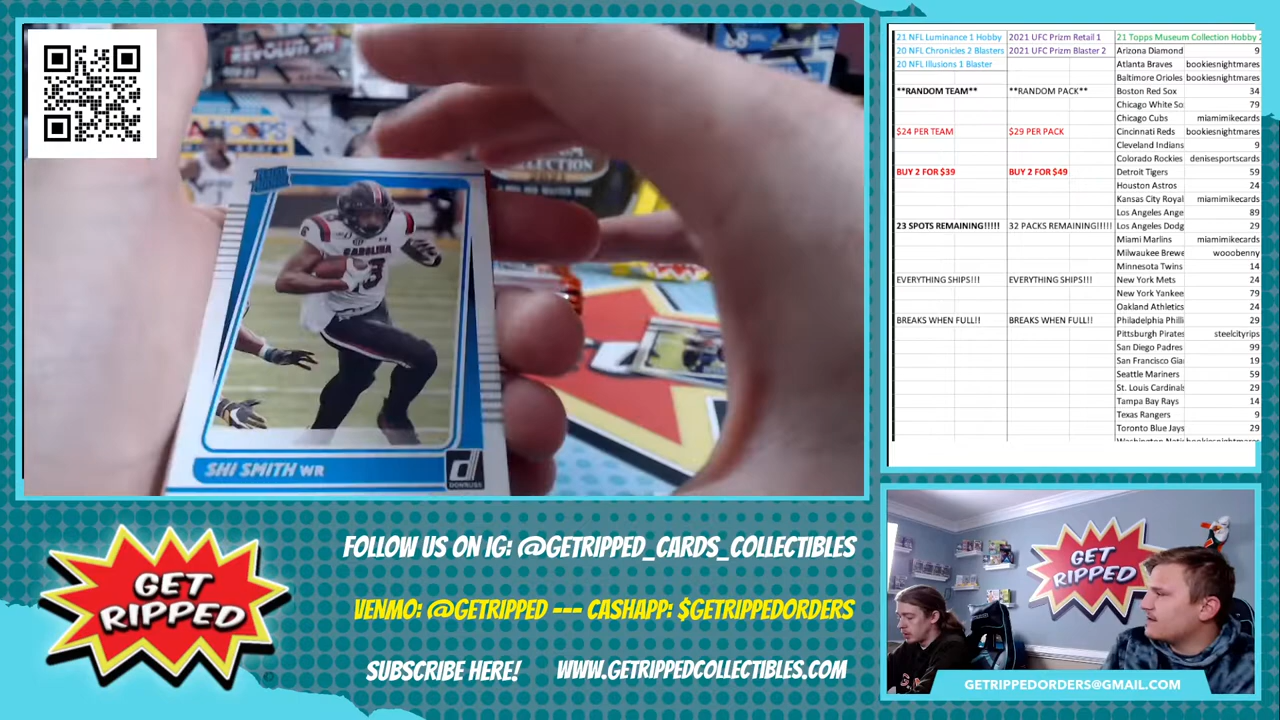 REVOLUTION
HOOPS
RATED
CAROLINA
SHI SMITH WR
DONRUSS
21 NFL Luminance 1 Hobby
2021 UFC Prizm Retail 1
21 Topps Museum Collection Hobby
20 NFL Chronicles 2 Blasters
2021 UFC Prizm Blaster 2
Arizona Diamond 9
20 NFL Illusions 1 Blaster
Atlanta Braves bookiesnightmares
Baltimore Orioles bookiesnightmares
**RANDOM TEAM** **RANDOM PACK** Boston Red Sox 34
Chicago White So 79
Chicago Cubs miamimikecards
$24 PER TEAM $29 PER PACK Cincinnati Reds bookiesnightmares
Cleveland Indians 9
Colorado Rockies denisesportscards
BUY 2 FOR $39 BUY 2 FOR $49 Detroit Tigers 59
Houston Astros 24
Kansas City Royal miamimikecards
Los Angeles Ange 89
23 SPOTS REMAINING!!!!! 32 PACKS REMAINING!!!!! Los Angeles Dodg 29
Miami Marlins miamimikecards
Milwaukee Brewe wooobenny
Minnesota Twins 14
EVERYTHING SHIPS!!! EVERYTHING SHIPS!!! New York Mets 24
New York Yankee 79
Oakland Athletics 24
BREAKS WHEN FULL!! BREAKS WHEN FULL!! Philadelphia Philli 29
Pittsburgh Pirates steelcityrips
San Diego Padres 99
San Francisco Gia 19
Seattle Mariners 59
St. Louis Cardinals 29
Tampa Bay Rays 14
Texas Rangers 9
Toronto Blue Jays 29
GET
RIPPED
FOLLOW US ON IG: @GETRIPPED_CARDS_COLLECTIBLES
VENMO: @GETRIPPED --- CASHAPP: $GETRIPPEDORDERS
SUBSCRIBE HERE! WWW.GETRIPPEDCOLLECTIBLES.COM
GET
RIPPED
GETRIPPEDORDERS@GMAIL.COM